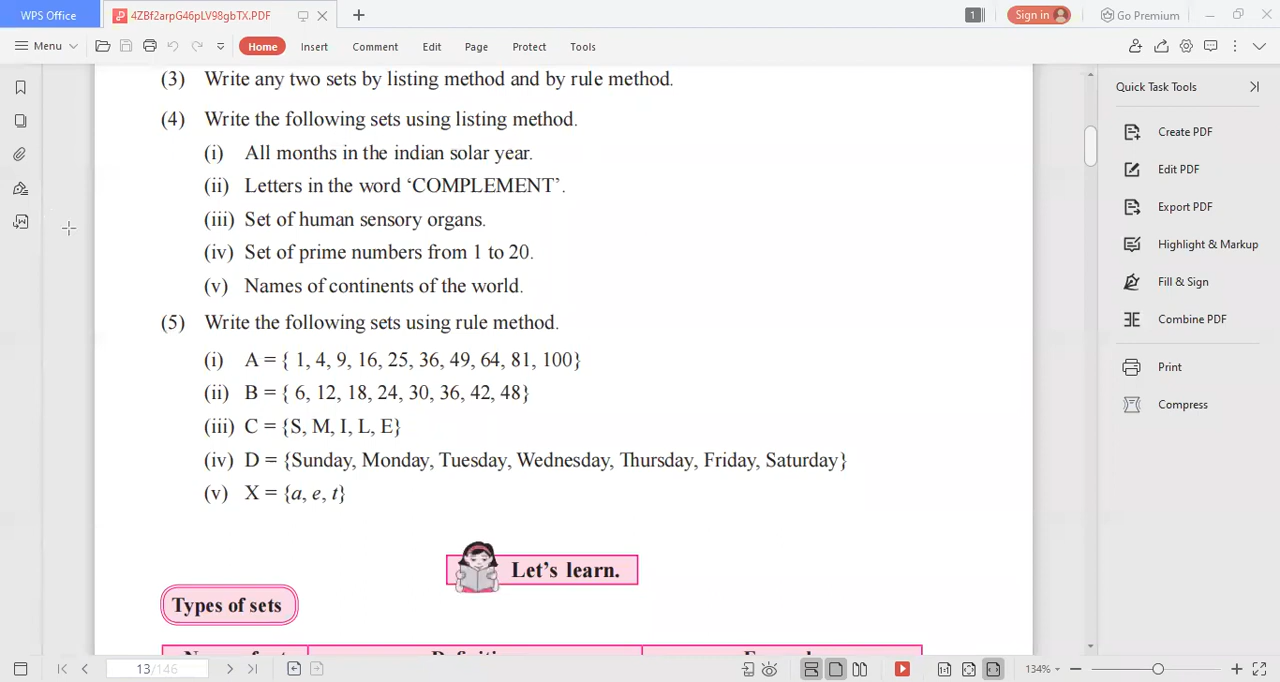 WPS Office
4ZBf2arpG46pLV98gbTX.PDF
1
Sign in
Go Premium
Menu
Home
Insert
Comment
Edit
Page
Protect
Tools
(3) Write any two sets by listing method and by rule method.
(4) Write the following sets using listing method.
(i) All months in the indian solar year.
(ii) Letters in the word ‘COMPLEMENT’.
(iii) Set of human sensory organs.
(iv) Set of prime numbers from 1 to 20.
(v) Names of continents of the world.
(5) Write the following sets using rule method.
(i) A = { 1, 4, 9, 16, 25, 36, 49, 64, 81, 100}
(ii) B = { 6, 12, 18, 24, 30, 36, 42, 48}
(iii) C = {S, M, I, L, E}
(iv) D = {Sunday, Monday, Tuesday, Wednesday, Thursday, Friday, Saturday}
(v) X = {a, e, t}
Let’s learn.
Types of sets
Quick Task Tools
Create PDF
Edit PDF
Export PDF
Highlight & Markup
Fill & Sign
Combine PDF
Print
Compress
13/146
134%